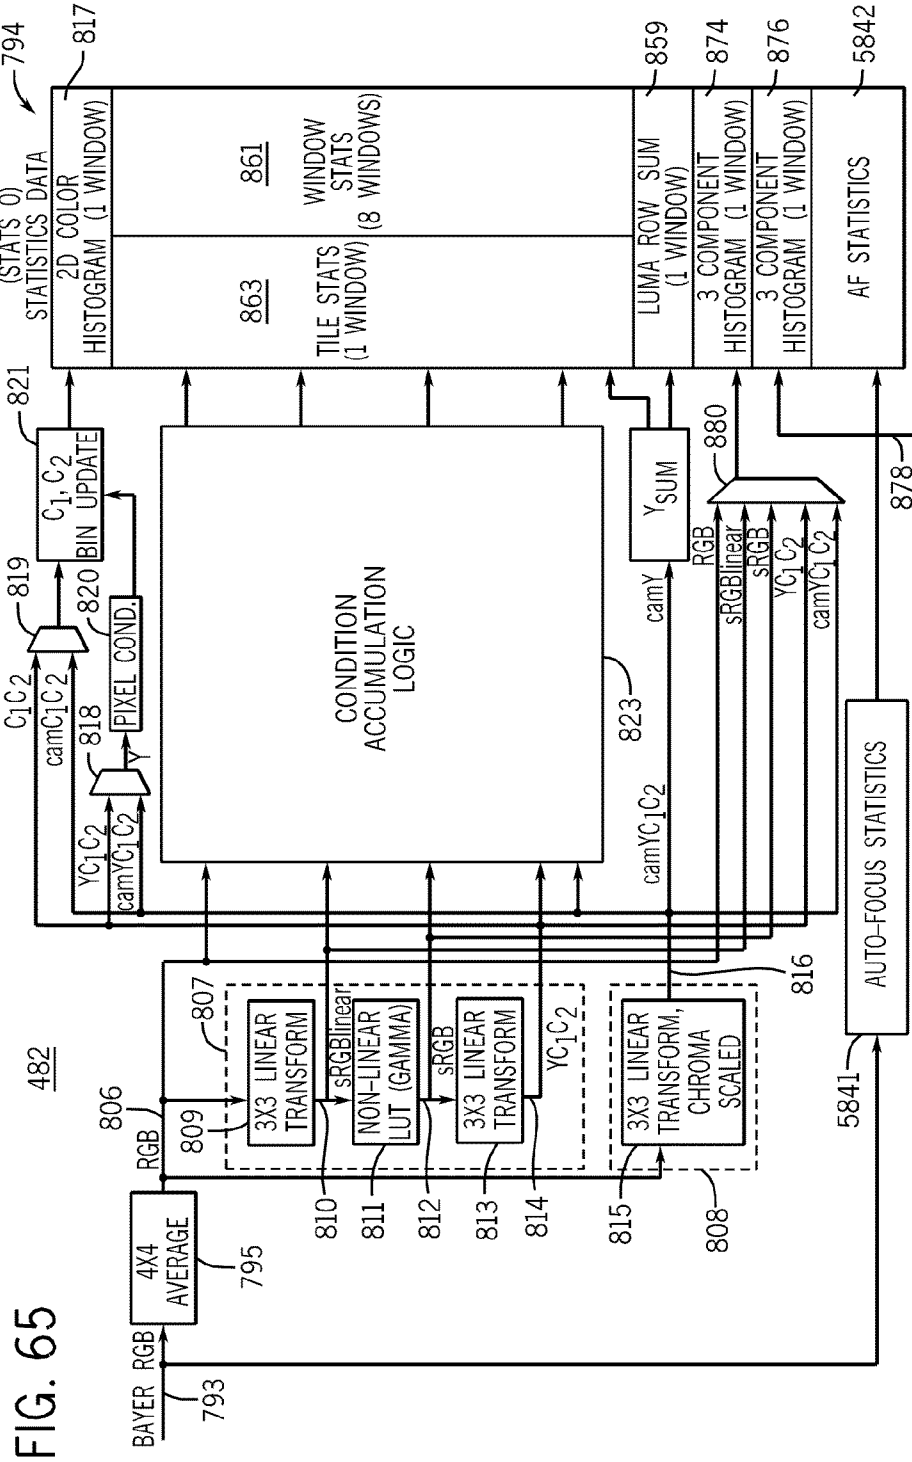 FIG. 65
482
BAYER RGB
793
4X4
AVERAGE
795
RGB
806
807
809
3X3 LINEAR
TRANSFORM
810
sRGBlinear
811
NON-LINEAR
LUT (GAMMA)
812
sRGB
813
3X3 LINEAR
TRANSFORM
814
YC1C2
815
3X3 LINEAR
TRANSFORM,
CHROMA
SCALED
808
816
5841
AUTO-FOCUS STATISTICS
C1C2
camC1C2
819
YC1C2
camYC1C2
818
Y
PIXEL COND.
820
821
C1, C2
BIN UPDATE
CONDITION
ACCUMULATION
LOGIC
823
camYC1C2
camY
YSUM
RGB
sRGBlinear
sRGB
YC1C2
camYC1C2
880
878
(STATS 0)
STATISTICS DATA
794
817
2D COLOR
HISTOGRAM (1 WINDOW)
863
TILE STATS
(1 WINDOW)
861
WINDOW
STATS
(8 WINDOWS)
859
LUMA ROW SUM
(1 WINDOW)
874
3 COMPONENT
HISTOGRAM (1 WINDOW)
876
3 COMPONENT
HISTOGRAM (1 WINDOW)
5842
AF STATISTICS